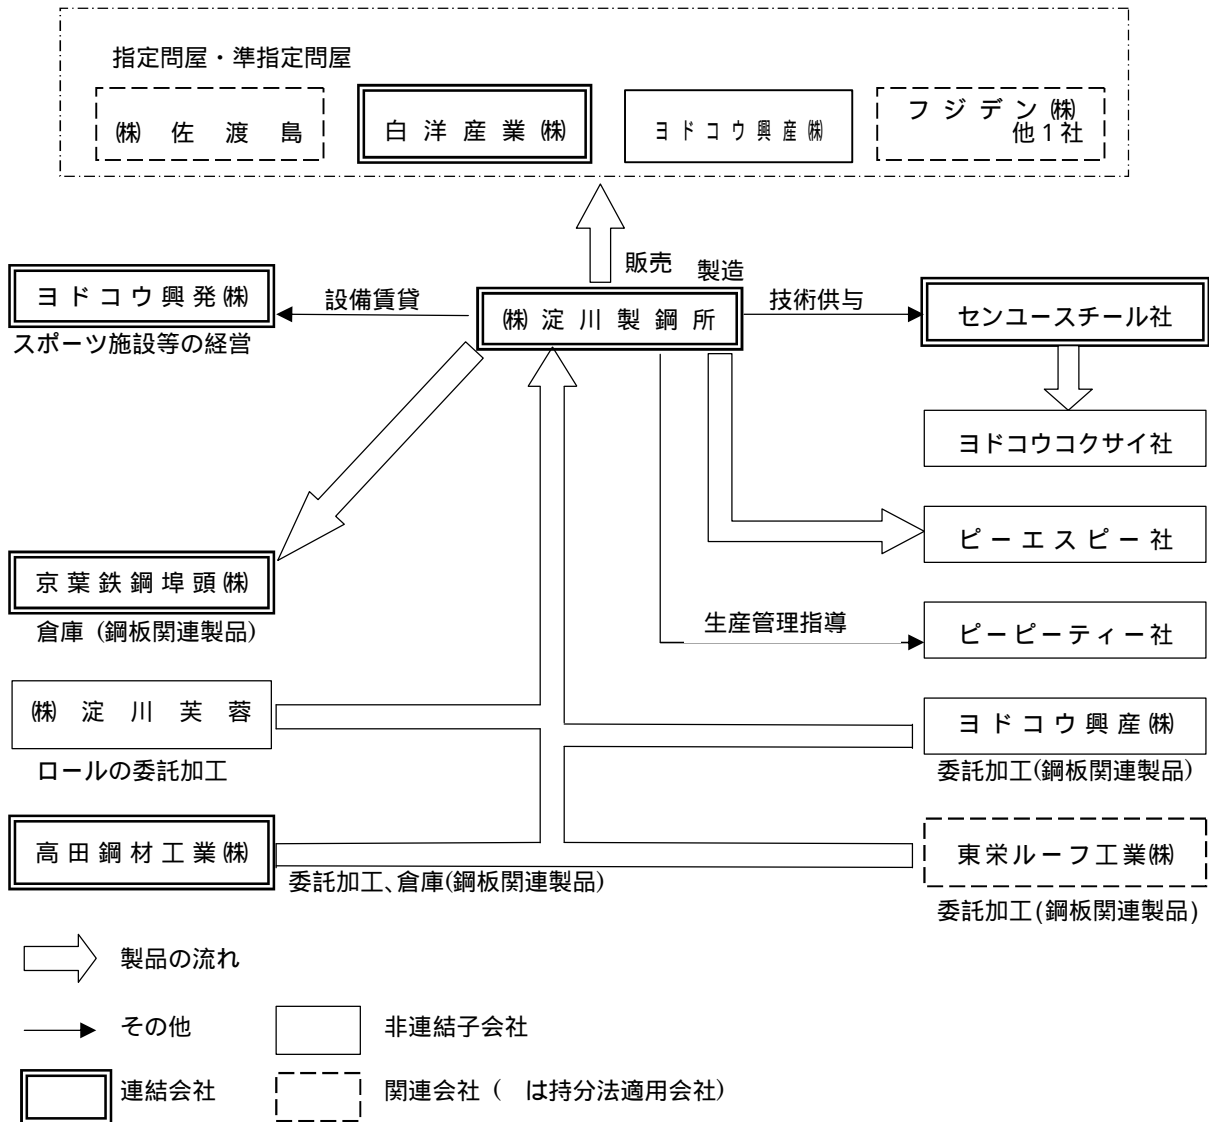 指定問屋・準指定問屋
㈱佐渡島
白洋産業㈱
ヨドコウ興産㈱
フジデン㈱
他1社
販売
製造
ヨドコウ興発㈱
設備賃貸
㈱淀川製鋼所
技術供与
センユースチール社
スポーツ施設等の経営
ヨドコウコクサイ社
ピーエスピー社
京葉鉄鋼埠頭㈱
倉庫 (鋼板関連製品)
生産管理指導
ピーピーティー社
㈱淀川芙蓉
ヨドコウ興産㈱
ロールの委託加工
委託加工(鋼板関連製品)
高田鋼材工業㈱
東栄ルーフ工業㈱
委託加工、倉庫(鋼板関連製品)
委託加工(鋼板関連製品)
製品の流れ
その他
非連結子会社
連結会社
関連会社 ( は持分法適用会社)